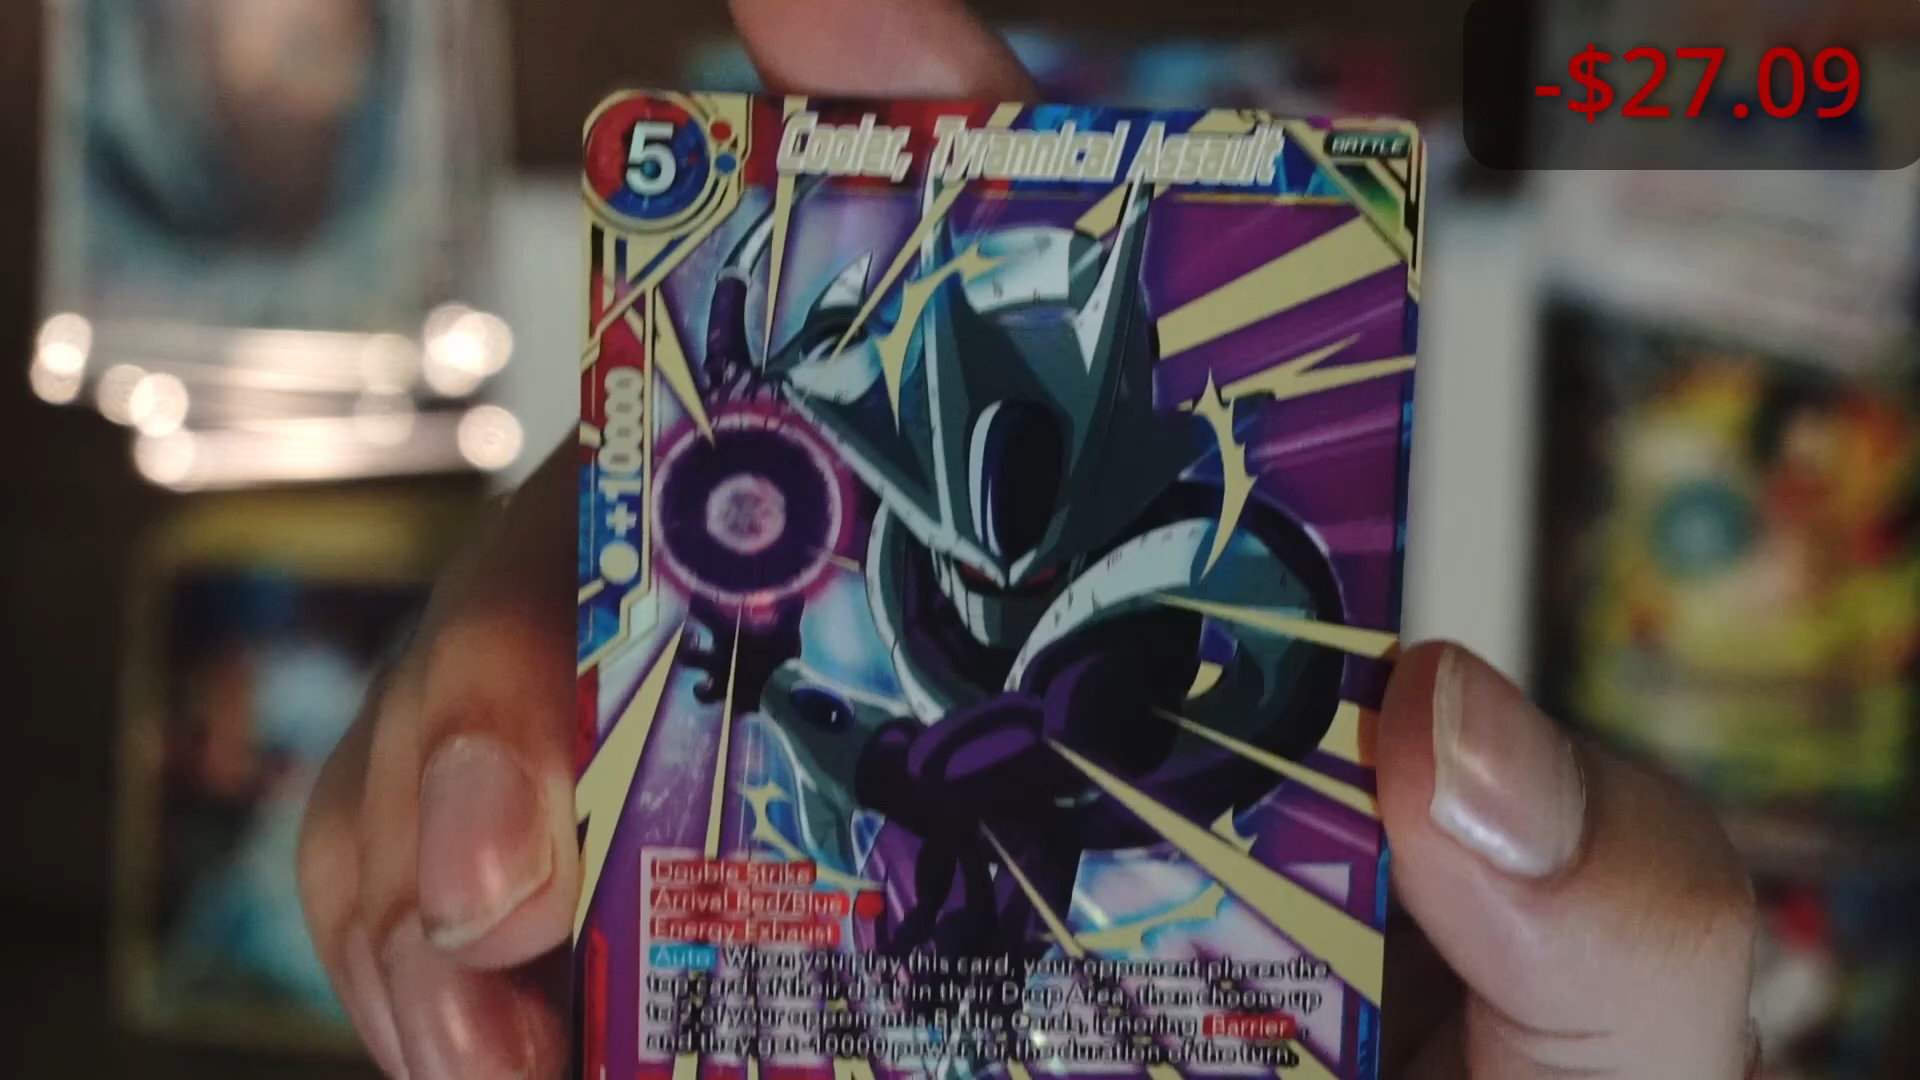 -$27.09
5
Cooler, Tyrannical Assault
BATTLE
+10000
Double Strike
Arrival Red/Blue
Energy Exhaust
Auto When you play this card, your opponent places the
top card of their deck in their Drop Area, then choose up
to 2 of your opponent's Battle Cards, ignoring Barrier,
and they get -10000 power for the duration of the turn.